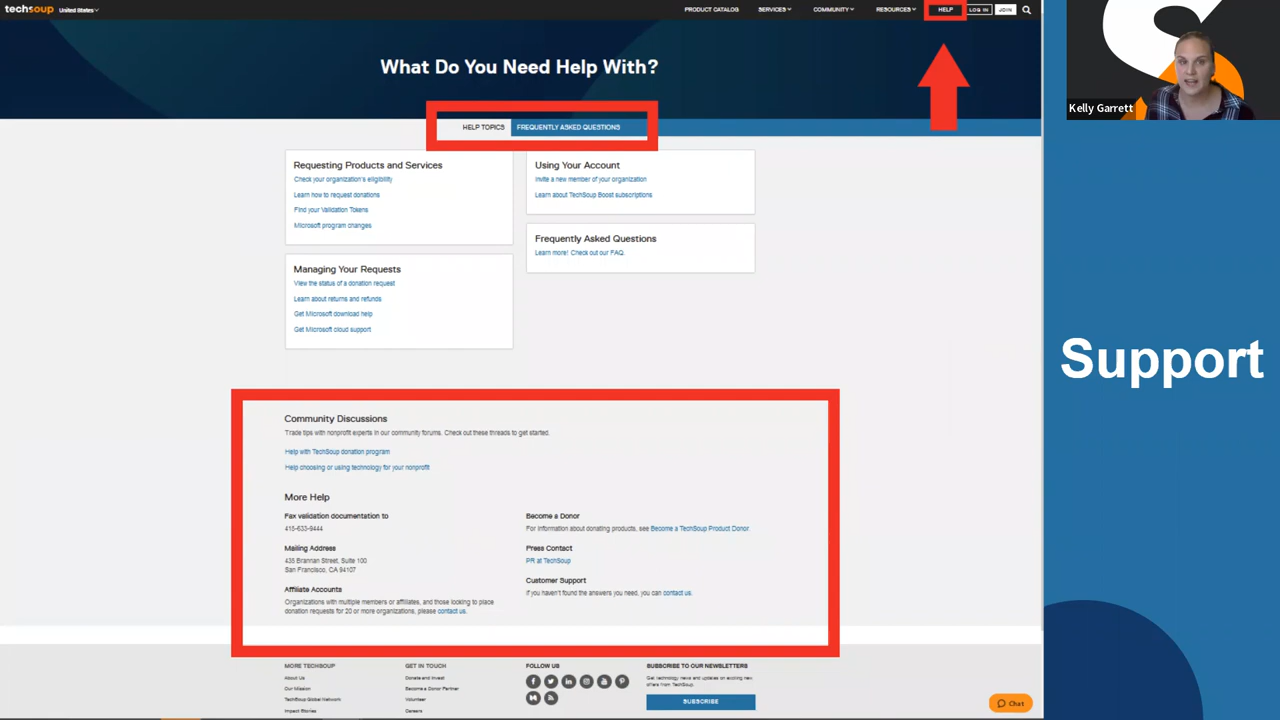 techsoup United States
PRODUCT CATALOG SERVICES COMMUNITY RESOURCES HELP LOG IN JOIN
Kelly Garrett
What Do You Need Help With?
HELP TOPICS FREQUENTLY ASKED QUESTIONS
Requesting Products and Services
Check your organization's eligibility
Learn how to request donations
Find your Validation Tokens
Microsoft program changes
Using Your Account
Invite a new member of your organization
Learn about TechSoup Boost subscriptions
Frequently Asked Questions
Learn more! Check out our FAQ.
Managing Your Requests
View the status of a donation request
Learn about returns and refunds
Get Microsoft download help
Get Microsoft cloud support
Support
Community Discussions
Trade tips with nonprofit experts in our community forums. Check out these threads to get started.
Help with TechSoup donation program
Help choosing or using technology for your nonprofit
More Help
Fax validation documentation to
415-633-9444
Mailing Address
435 Brannan Street, Suite 100
San Francisco, CA 94107
Affiliate Accounts
Organizations with multiple members or affiliates, and those looking to place
donation requests for 20 or more organizations, please contact us.
Become a Donor
For information about donating products, see Become a TechSoup Product Donor.
Press Contact
PR at TechSoup
Customer Support
If you haven't found the answers you need, you can contact us.
MORE TECHSOUP
About Us
Our Mission
TechSoup Global Network
Impact Stories
GET IN TOUCH
Donate and Invest
Become a Donor Partner
Volunteer
Careers
FOLLOW US
SUBSCRIBE TO OUR NEWSLETTERS
Get technology news and updates on exciting new
offers from TechSoup.
SUBSCRIBE
Chat